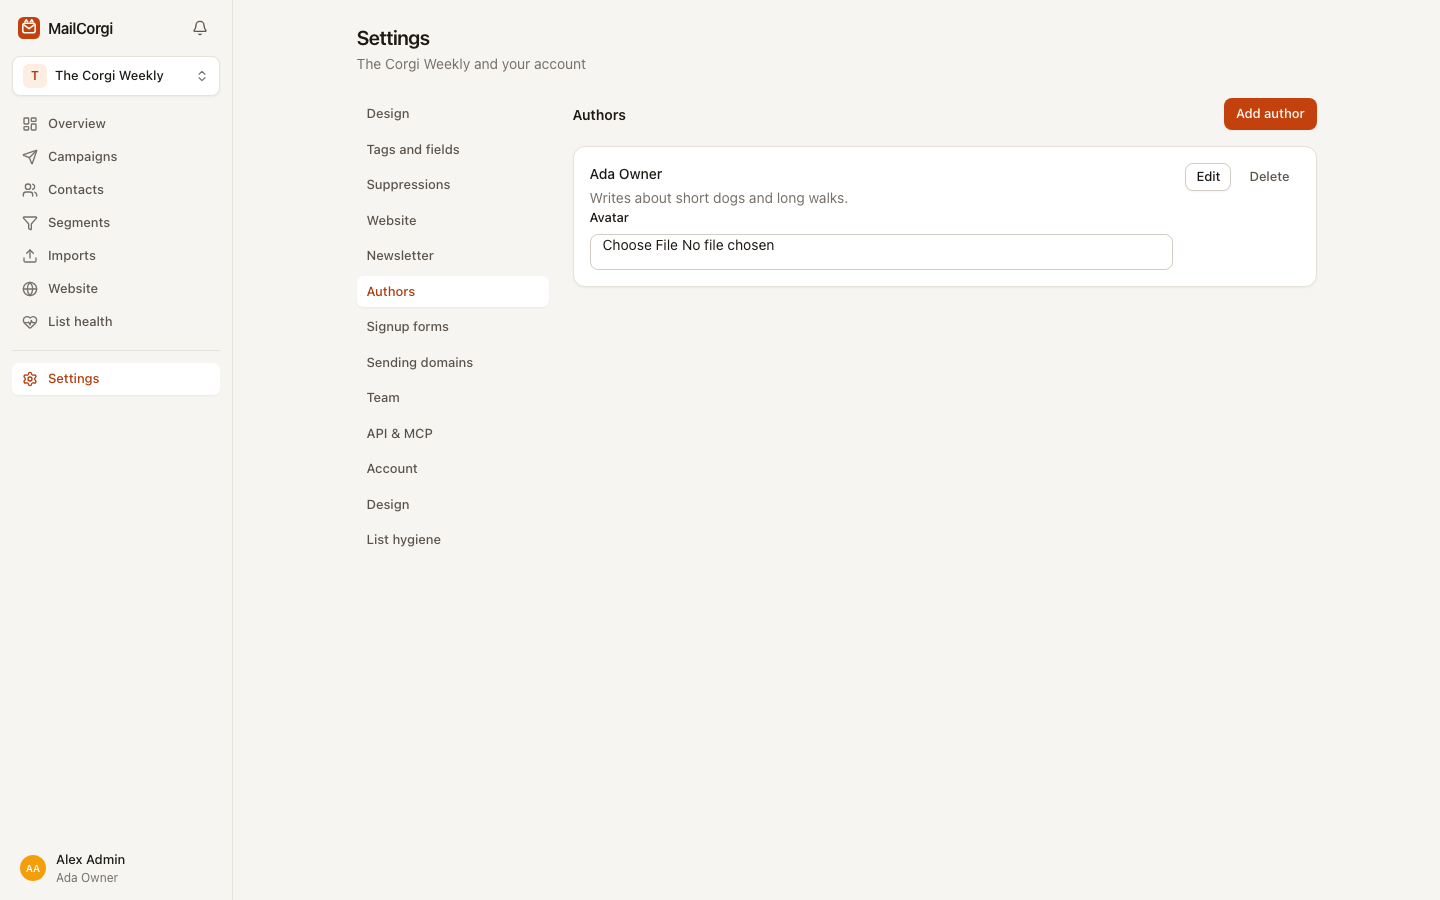 MailCorgi
T
The Corgi Weekly
Overview
Campaigns
Contacts
Segments
Imports
Website
List health
Settings
AA
Alex Admin
Ada Owner
Settings
The Corgi Weekly and your account
Design
Tags and fields
Suppressions
Website
Newsletter
Authors
Signup forms
Sending domains
Team
API & MCP
Account
Design
List hygiene
Authors
Add author
Ada Owner
Edit
Delete
Writes about short dogs and long walks.
Avatar
Choose File No file chosen